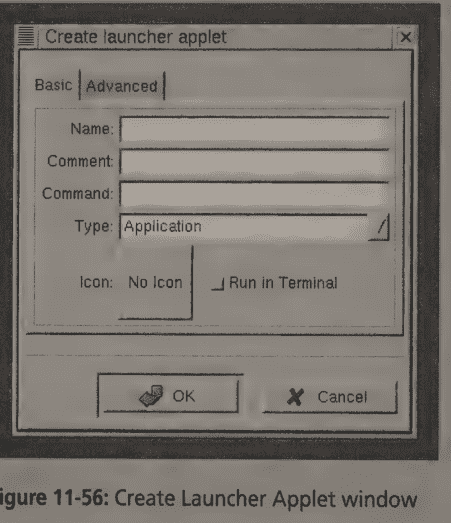 Create launcher applet
Basic Advanced
Name:
Comment:
Command:
Type: Application
Icon: No Icon Run in Terminal
OK Cancel
igure 11-56: Create Launcher Applet window